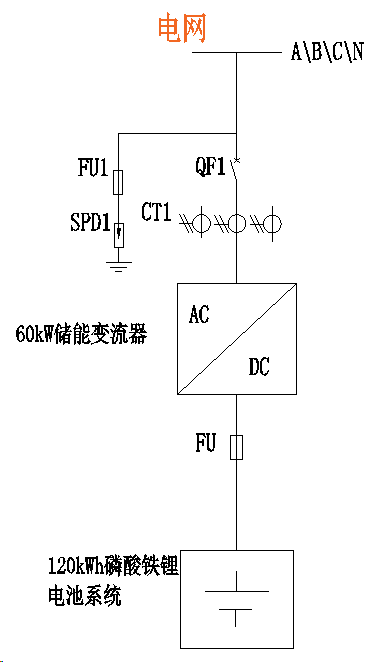 电网
A\B\C\N
FU1
QF1
SPD1
CT1
AC
60kW储能变流器
DC
FU
120kWh磷酸铁锂
电池系统